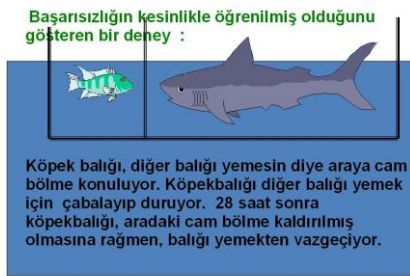 Başarısızlığın kesinlikle öğrenilmiş olduğunu
gösteren bir deney :
Köpek balığı, diğer balığı yemesin diye araya cam
bölme konuluyor. Köpekbalığı diğer balığı yemek
için çabalayıp duruyor. 28 saat sonra
köpekbalığı, aradaki cam bölme kaldırılmış
olmasına rağmen, balığı yemekten vazgeçiyor.